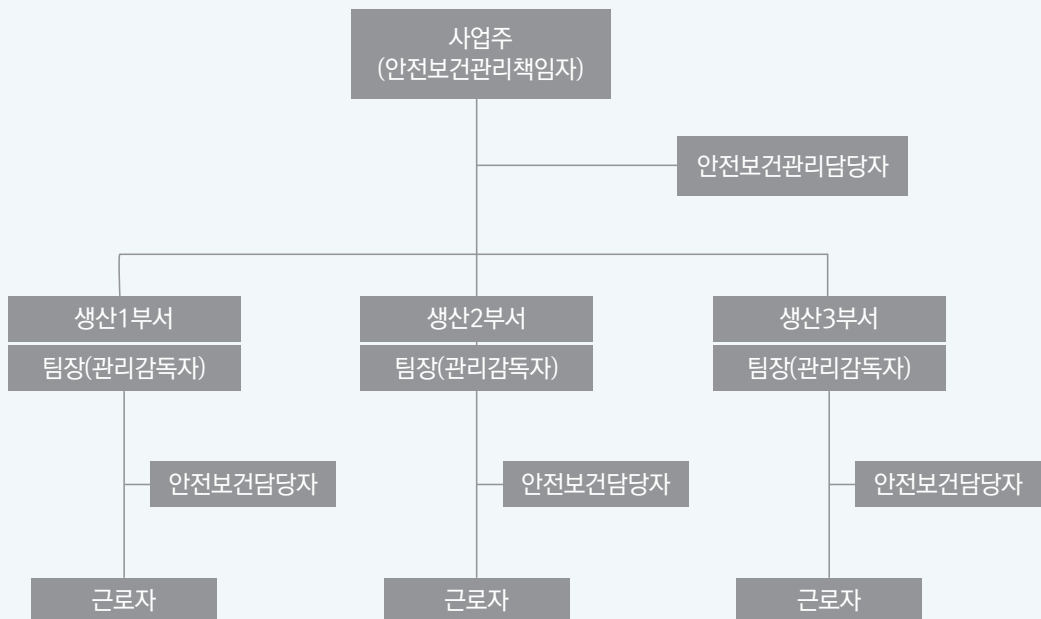 사업주
(안전보건관리책임자)
안전보건관리담당자
생산1부서
생산2부서
생산3부서
팀장(관리감독자)
팀장(관리감독자)
팀장(관리감독자)
안전보건담당자
안전보건담당자
안전보건담당자
근로자
근로자
근로자